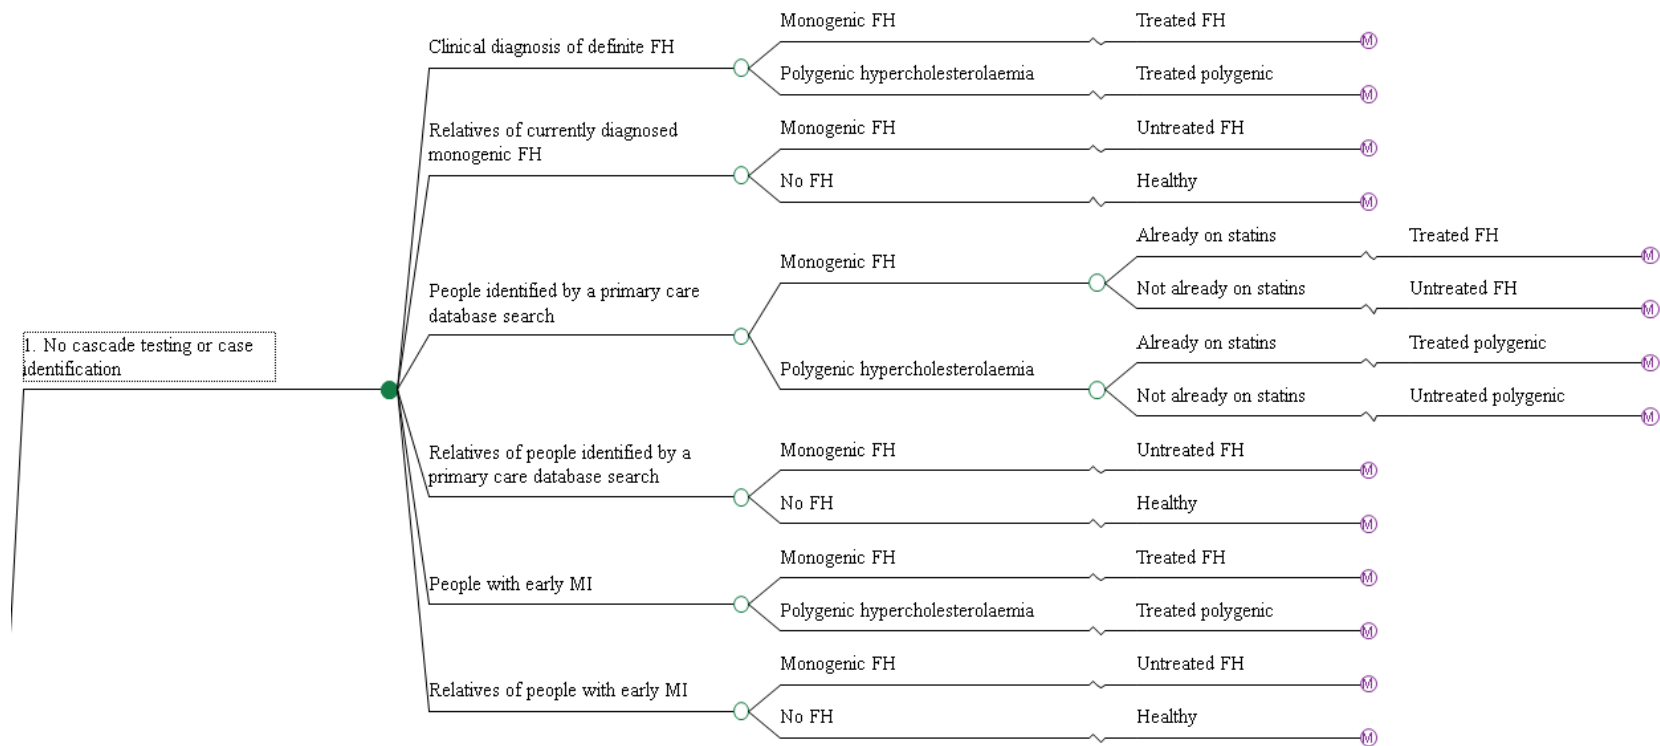 1. No cascade testing or case
identification
Clinical diagnosis of definite FH
Monogenic FH
Treated FH
M
Polygenic hypercholesterolaemia
Treated polygenic
M
Relatives of currently diagnosed
monogenic FH
Monogenic FH
Untreated FH
M
No FH
Healthy
M
People identified by a primary care
database search
Monogenic FH
Already on statins
Treated FH
M
Not already on statins
Untreated FH
M
Polygenic hypercholesterolaemia
Already on statins
Treated polygenic
M
Not already on statins
Untreated polygenic
M
Relatives of people identified by a
primary care database search
Monogenic FH
Untreated FH
M
No FH
Healthy
M
People with early MI
Monogenic FH
Treated FH
M
Polygenic hypercholesterolaemia
Treated polygenic
M
Relatives of people with early MI
Monogenic FH
Untreated FH
M
No FH
Healthy
M